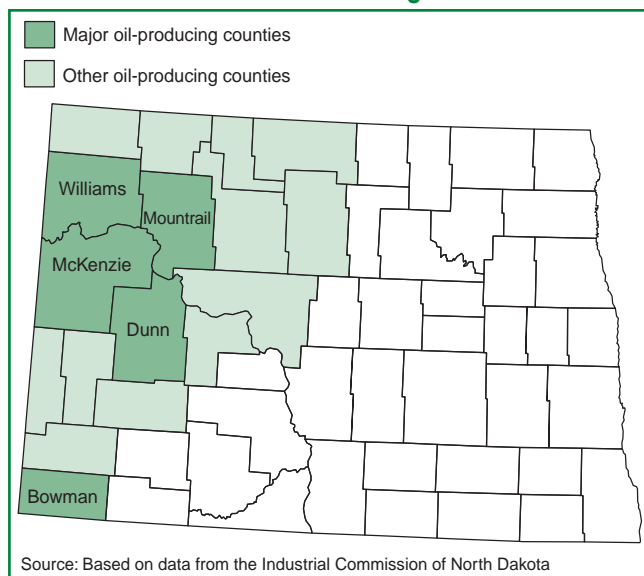 Major oil-producing counties
Other oil-producing counties
Williams
Mountrail
McKenzie
Dunn
Bowman
Source: Based on data from the Industrial Commission of North Dakota